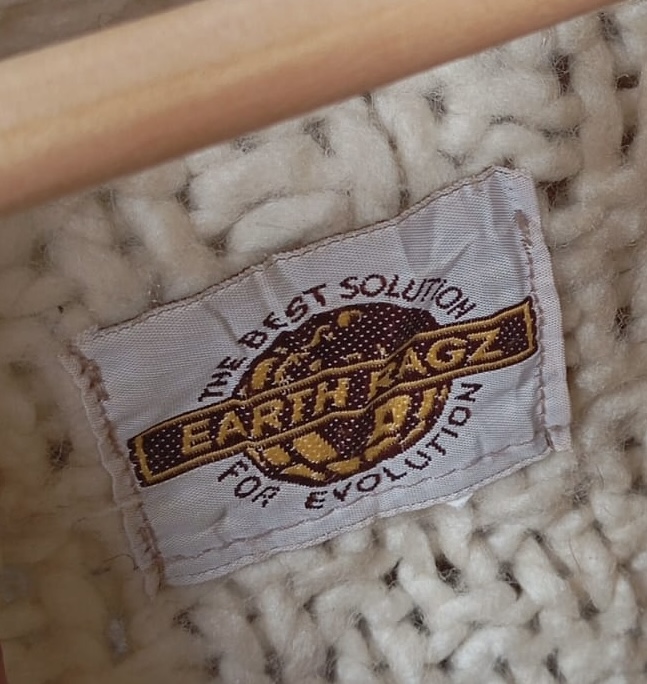 THE BEST SOLUTION
EARTH RAGZ
FOR EVOLUTION